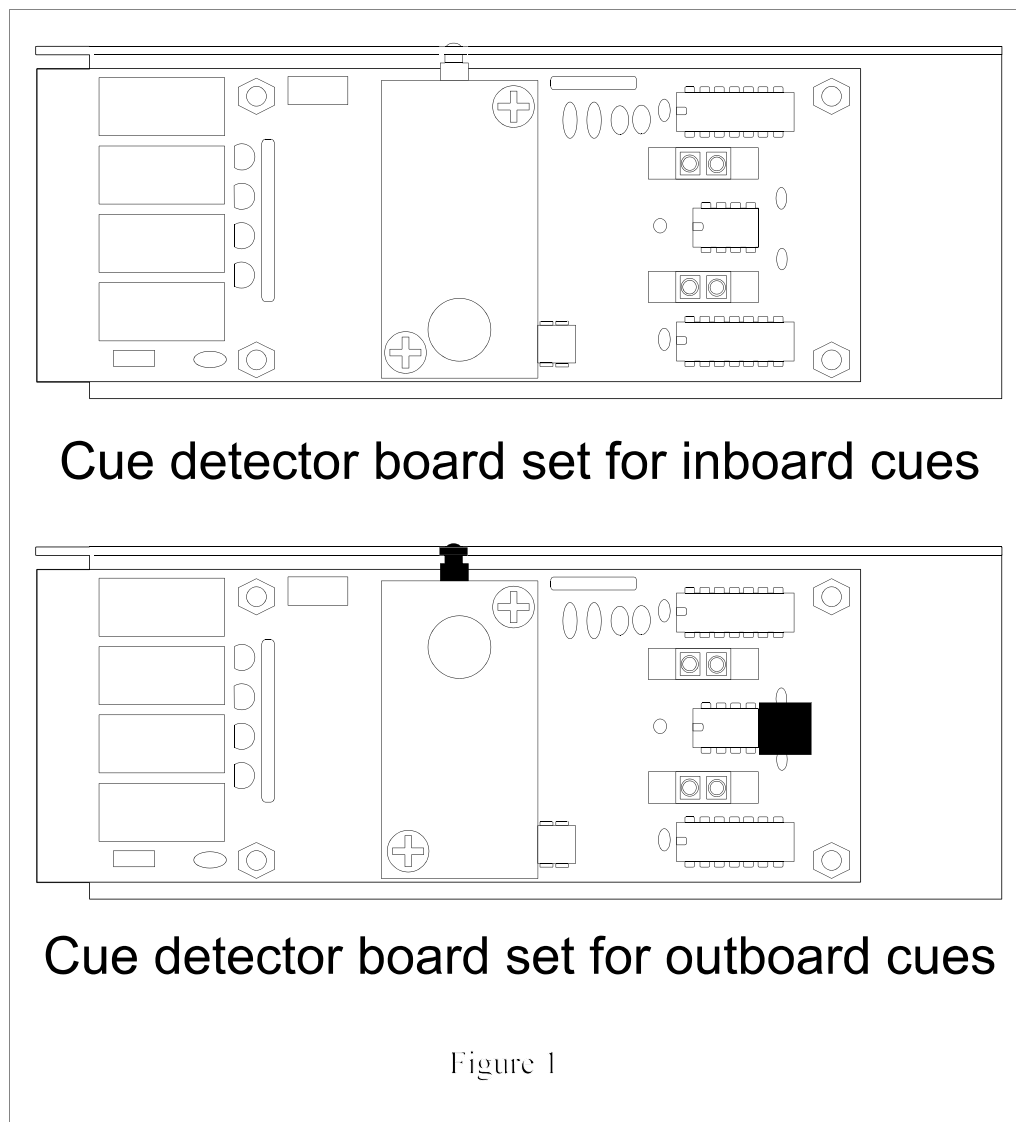 Cue detector board set for inboard cues
Cue detector board set for outboard cues
Figure 1